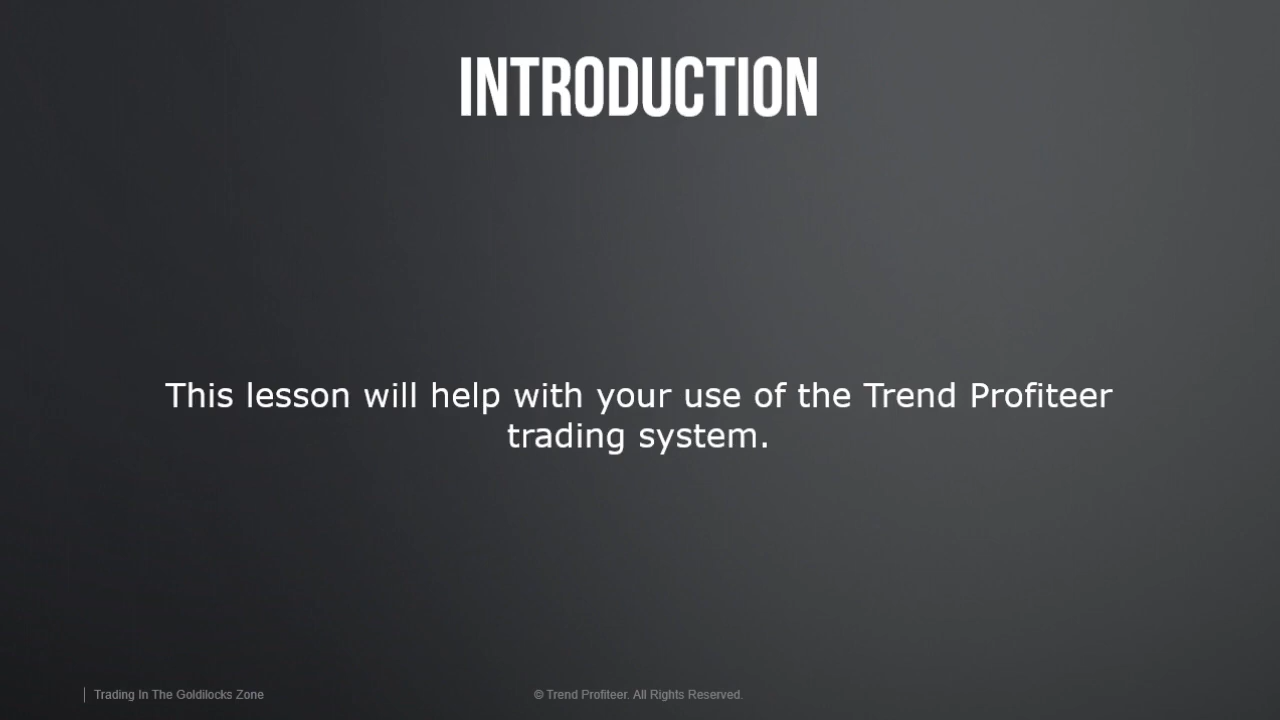 INTRODUCTION
This lesson will help with your use of the Trend Profiteer
trading system.
Trading In The Goldilocks Zone
© Trend Profiteer. All Rights Reserved.